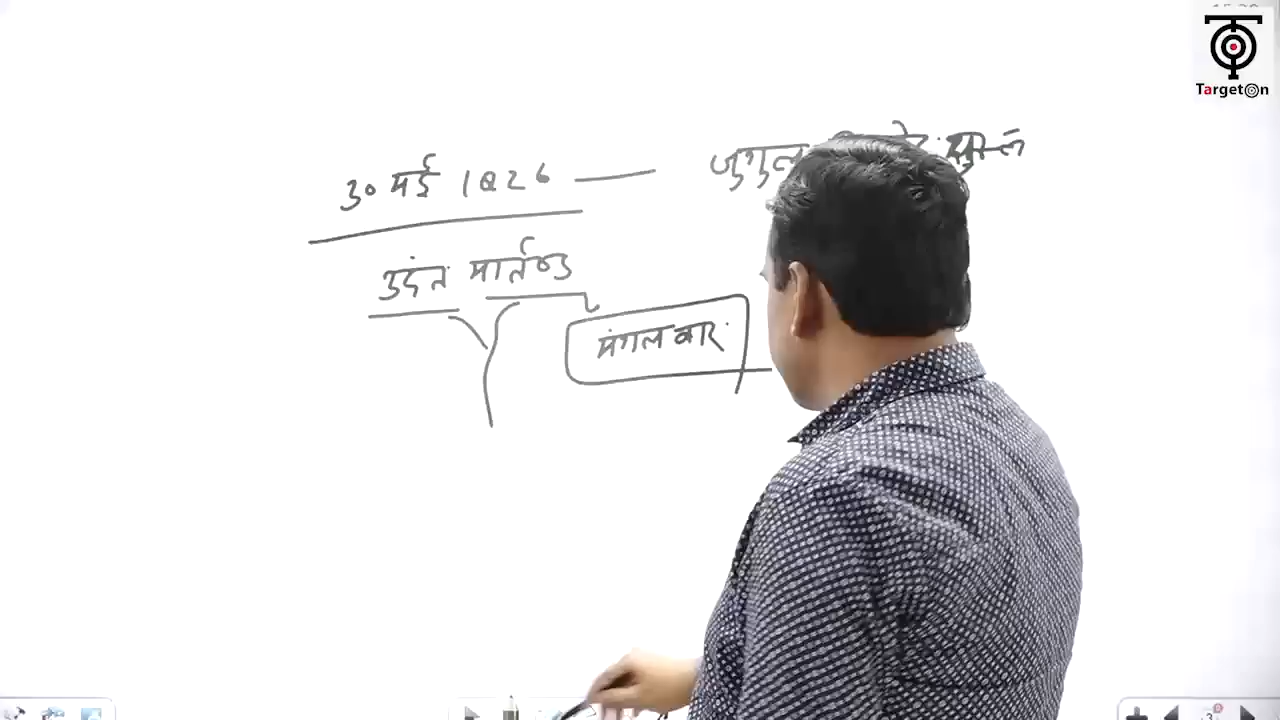 30 मई 1826 — जुगुल
उदंत मार्तण्ड
मंगलवार
TargetOn